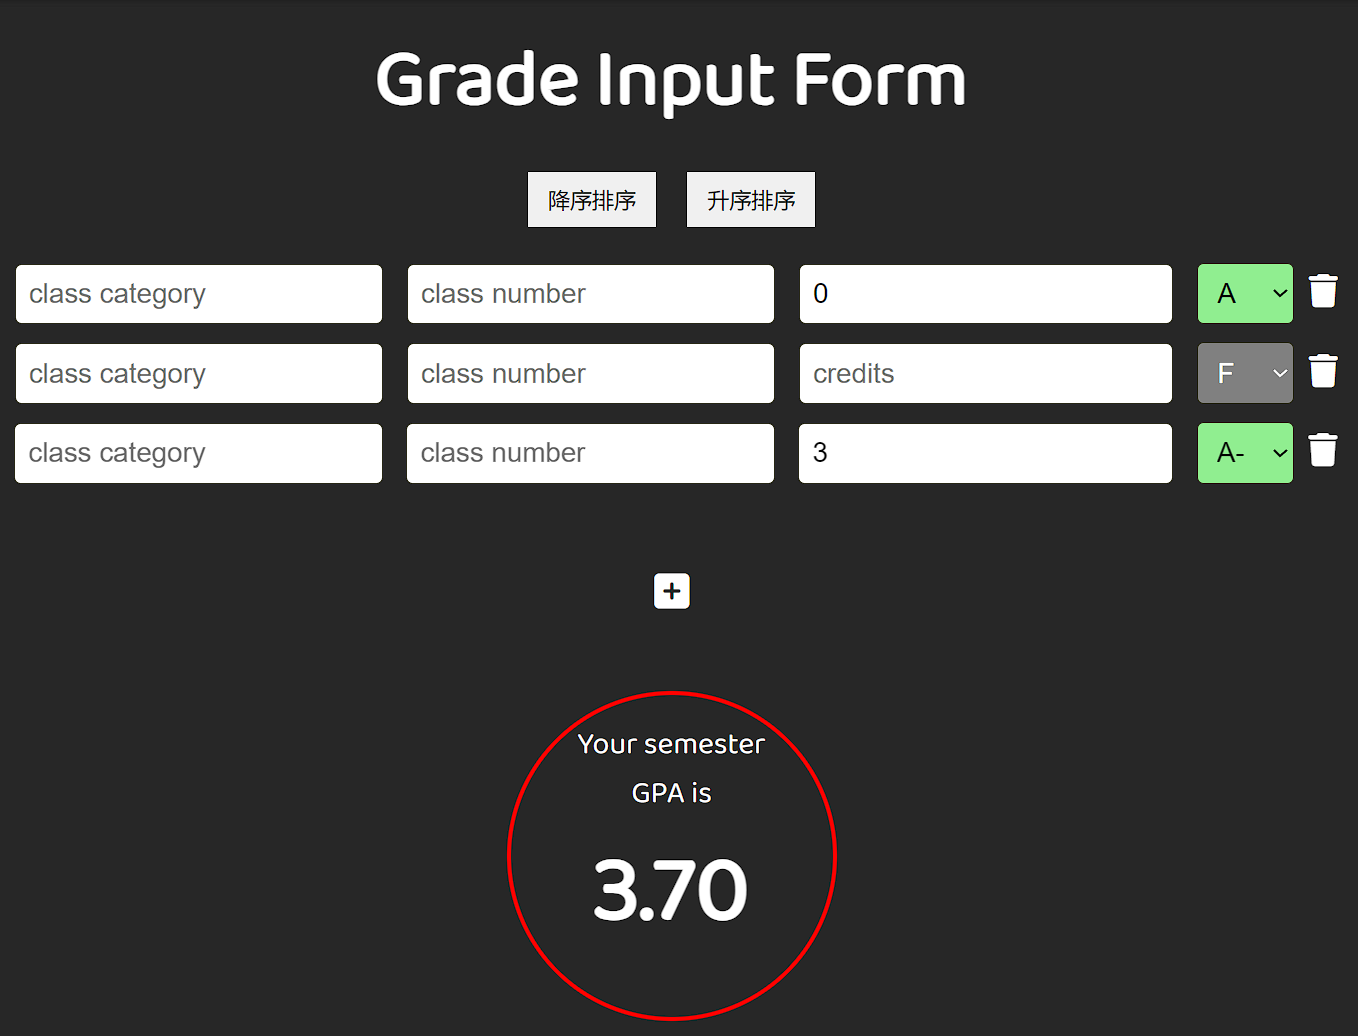 Grade Input Form
降序排序 升序排序
class category class number 0 A
class category class number credits F
class category class number 3 A-
+
Your semester
GPA is
3.70